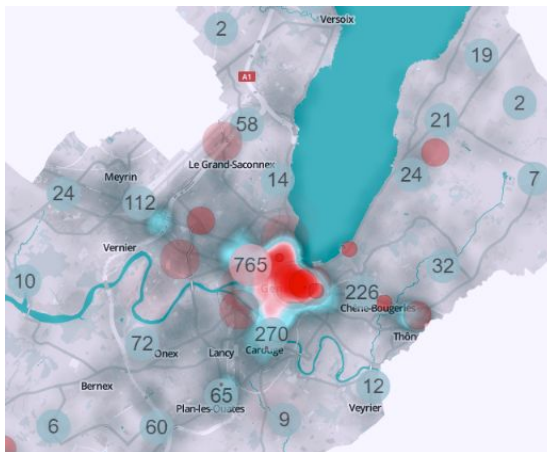 Versoix
2
19
A1
2
21
58
Le Grand-Saconnex
14
24
7
Meyrin
24
112
Vernier
765
32
10
226
Chêne-Bougeries
Thôn
270
72
Onex
Lancy
Carouge
Bernex
65
Plan-les-Ouates
12
Veyrier
6
60
9